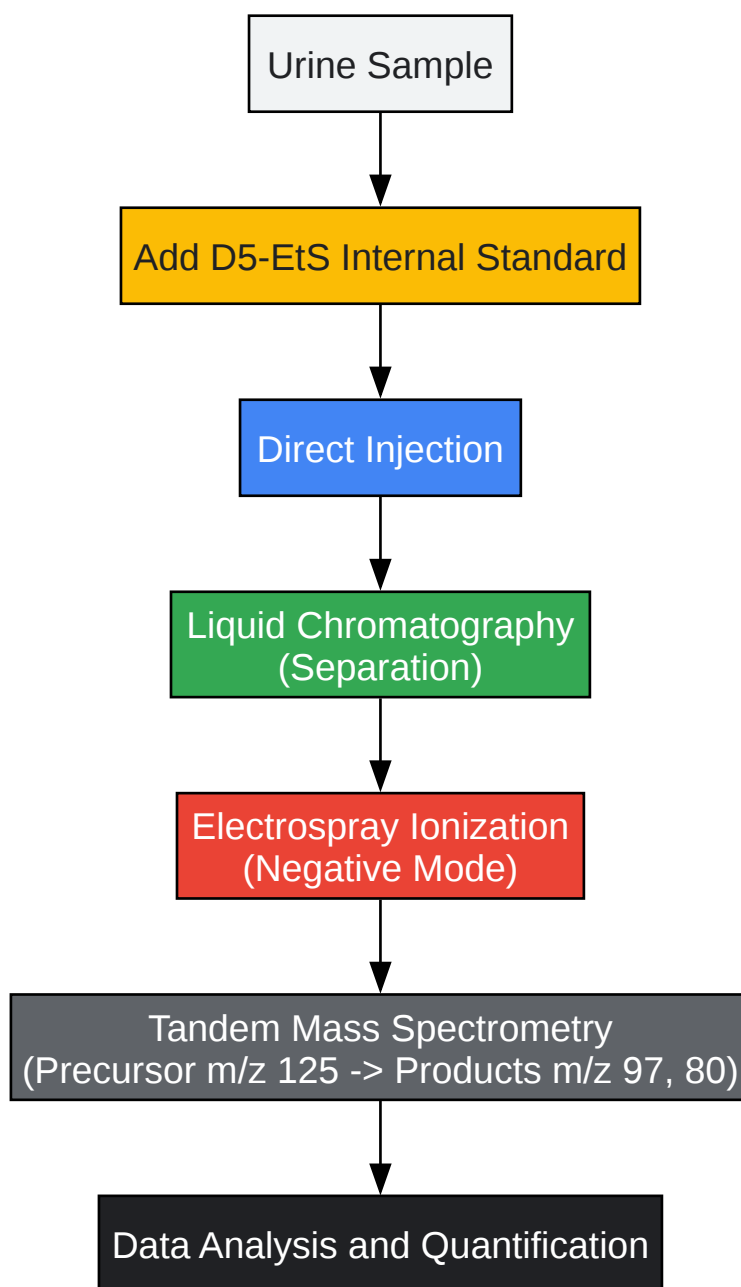 Urine Sample
Add D5-EtS Internal Standard
Direct Injection
Liquid Chromatography
(Separation)
Electrospray Ionization
(Negative Mode)
Tandem Mass Spectrometry
(Precursor m/z 125 -> Products m/z 97, 80)
Data Analysis and Quantification